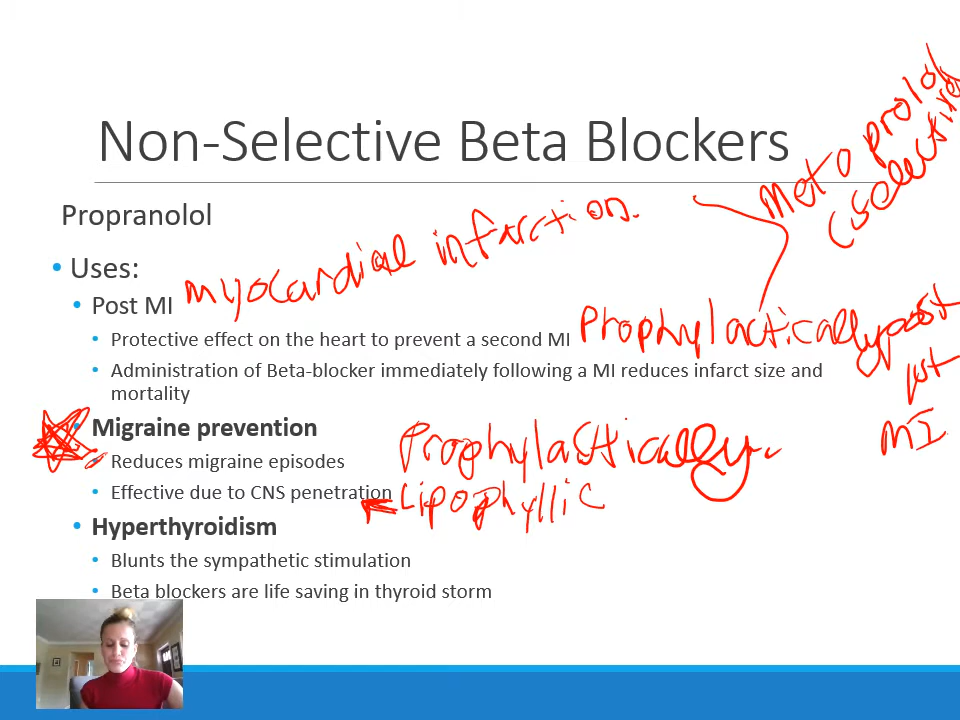 Non-Selective Beta Blockers
Metoprolol
(selective)
Propranolol
• Uses:
myocardial infarction.
• Post MI
• Protective effect on the heart to prevent a second MI
Prophylactically post
1st
MI
• Administration of Beta-blocker immediately following a MI reduces infarct size and
mortality
• Migraine prevention
Prophylactically
• Reduces migraine episodes
• Effective due to CNS penetration
Lipophyllic
• Hyperthyroidism
• Blunts the sympathetic stimulation
• Beta blockers are life saving in thyroid storm